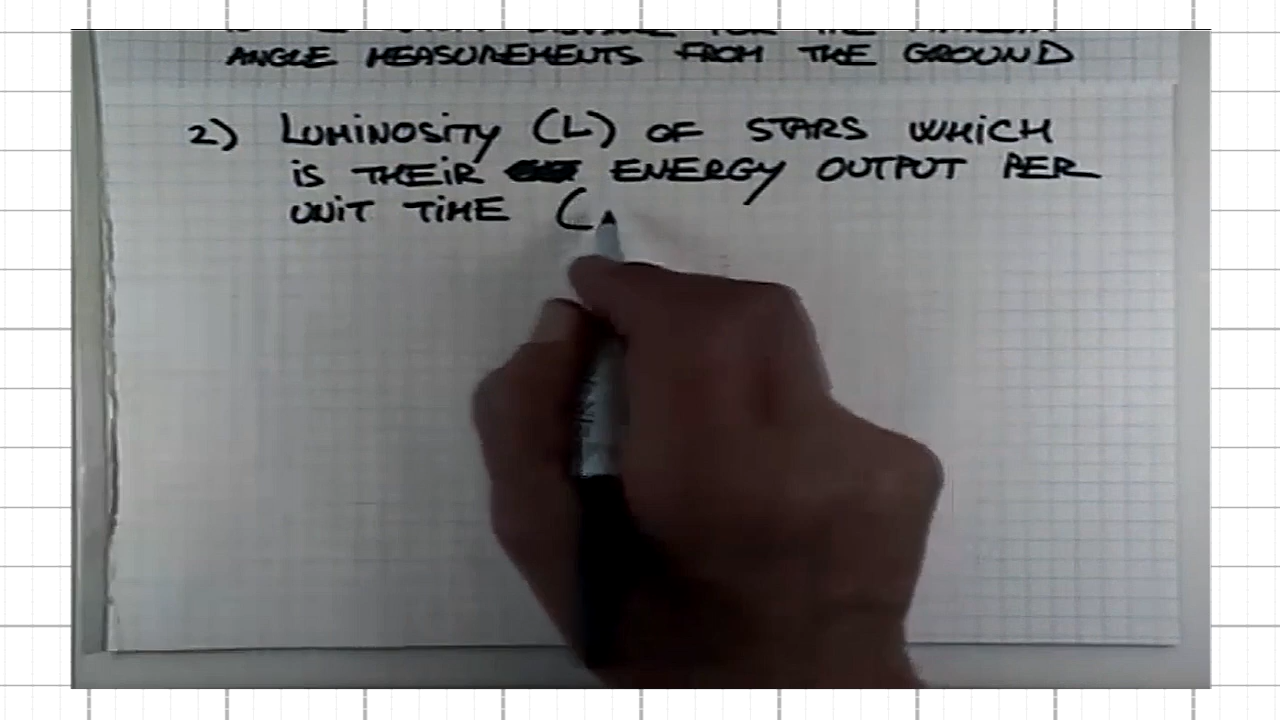 ANGLE MEASUREMENTS FROM THE GROUND
2) LUMINOSITY (L) OF STARS WHICH
IS THEIR ENERGY OUTPUT PER
UNIT TIME (